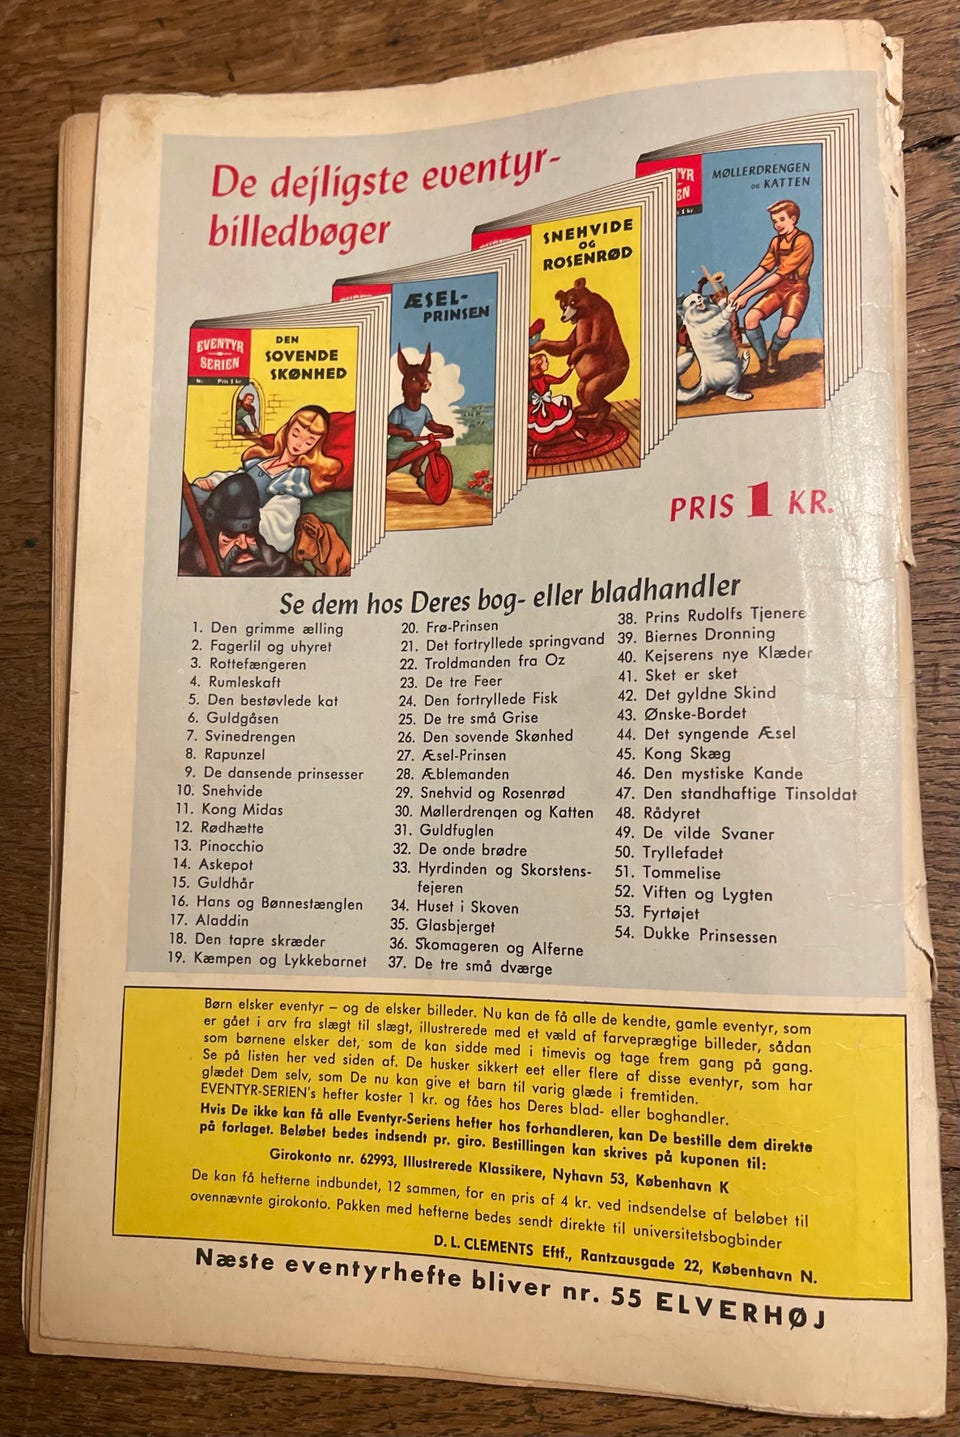 De dejligste eventyr-
billedbøger
MØLLERDRENGEN
OG KATTEN
SNEHVIDE
OG
ROSENRØD
ÆSEL-
PRINSEN
EVENTYR
SERIEN
Nr. Pris 1 kr.
DEN
SOVENDE
SKØNHED
PRIS 1 KR.
Se dem hos Deres bog- eller bladhandler
1. Den grimme ælling
2. Fagerlil og uhyret
3. Rottefængeren
4. Rumleskaft
5. Den bestøvlede kat
6. Guldgåsen
7. Svinedrengen
8. Rapunzel
9. De dansende prinsesser
10. Snehvide
11. Kong Midas
12. Rødhætte
13. Pinocchio
14. Askepot
15. Guldhår
16. Hans og Bønnestænglen
17. Aladdin
18. Den tapre skræder
19. Kæmpen og Lykkebarnet
20. Frø-Prinsen
21. Det fortryllede springvand
22. Troldmanden fra Oz
23. De tre Feer
24. Den fortryllede Fisk
25. De tre små Grise
26. Den sovende Skønhed
27. Æsel-Prinsen
28. Æblemanden
29. Snehvid og Rosenrød
30. Møllerdrengen og Katten
31. Guldfuglen
32. De onde brødre
33. Hyrdinden og Skorstens-
fejeren
34. Huset i Skoven
35. Glasbjerget
36. Skomageren og Alferne
37. De tre små dværge
38. Prins Rudolfs Tjenere
39. Biernes Dronning
40. Kejserens nye Klæder
41. Sket er sket
42. Det gyldne Skind
43. Ønske-Bordet
44. Det syngende Æsel
45. Kong Skæg
46. Den mystiske Kande
47. Den standhaftige Tinsoldat
48. Rådyret
49. De vilde Svaner
50. Tryllefadet
51. Tommelise
52. Viften og Lygten
53. Fyrtøjet
54. Dukke Prinsessen
Børn elsker eventyr – og de elsker billeder. Nu kan de få alle de kendte, gamle eventyr, som
er gået i arv fra slægt til slægt, illustrerede med et væld af farveprægtige billeder, sådan
som børnene elsker det, som de kan sidde med i timevis og tage frem gang på gang.
Se på listen her ved siden af. De husker sikkert eet eller flere af disse eventyr, som har
glædet Dem selv, som De nu kan give et barn til varig glæde i fremtiden.
EVENTYR-SERIEN's hefter koster 1 kr. og fåes hos Deres blad- eller boghandler.
Hvis De ikke kan få alle Eventyr-Seriens hefter hos forhandleren, kan De bestille dem direkte
på forlaget. Beløbet bedes indsendt pr. giro. Bestillingen kan skrives på kuponen til:
Girokonto nr. 62993, Illustrerede Klassikere, Nyhavn 53, København K
De kan få hefterne indbundet, 12 sammen, for en pris af 4 kr. ved indsendelse af beløbet til
ovennævnte girokonto. Pakken med hefterne bedes sendt direkte til universitetsbogbinder
D. L. CLEMENTS Eftf., Rantzausgade 22, København N.
Næste eventyrhefte bliver nr. 55 ELVERHØJ